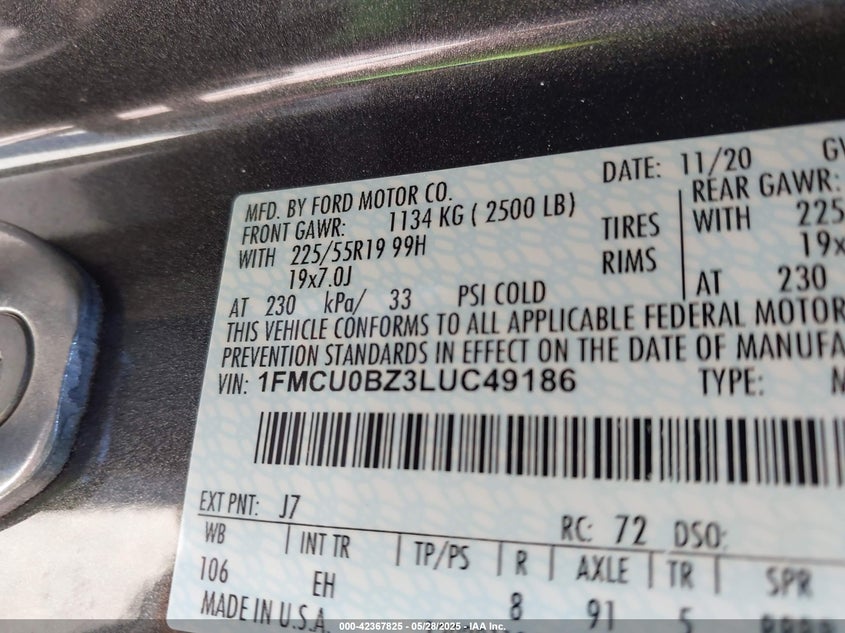 DATE: 11/20
MFD. BY FORD MOTOR CO.
FRONT GAWR: 1134 KG ( 2500 LB)
REAR GAWR:
WITH 225/55R19 99H TIRES WITH 225
19x7.0J RIMS 19x
AT 230 kPa/ 33 PSI COLD AT 230
THIS VEHICLE CONFORMS TO ALL APPLICABLE FEDERAL MOTOR
PREVENTION STANDARDS IN EFFECT ON THE DATE OF
VIN: 1FMCU0BZ3LUC49186 TYPE:
EXT PNT: J7 RC: 72 DSO:
WB INT TR TP/PS R AXLE TR SPR
106 EH 8 91 5
MADE IN U.S.A.
000-42367825 - 05/28/2025 - IAA Inc.